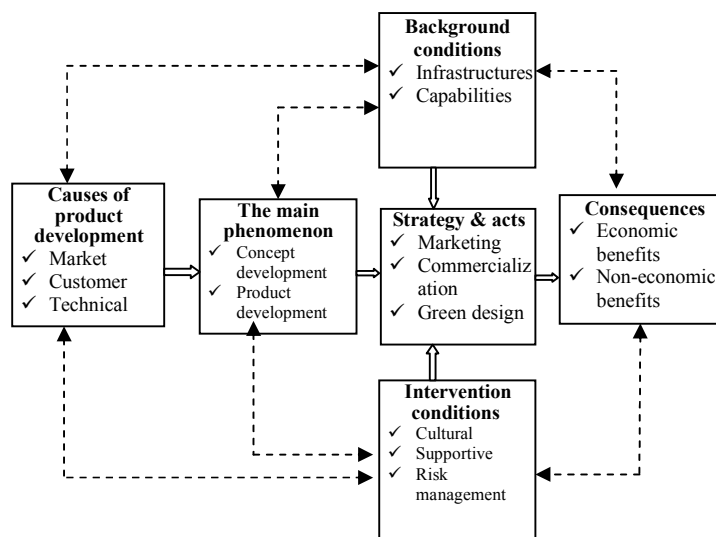 Background
conditions
✓ Infrastructures
✓ Capabilities
Causes of
product
development
✓ Market
✓ Customer
✓ Technical
The main
phenomenon
✓ Concept
development
✓ Product
development
Strategy & acts
✓ Marketing
✓ Commercializ
ation
✓ Green design
Consequences
✓ Economic
benefits
✓ Non-economic
benefits
Intervention
conditions
✓ Cultural
✓ Supportive
✓ Risk
management